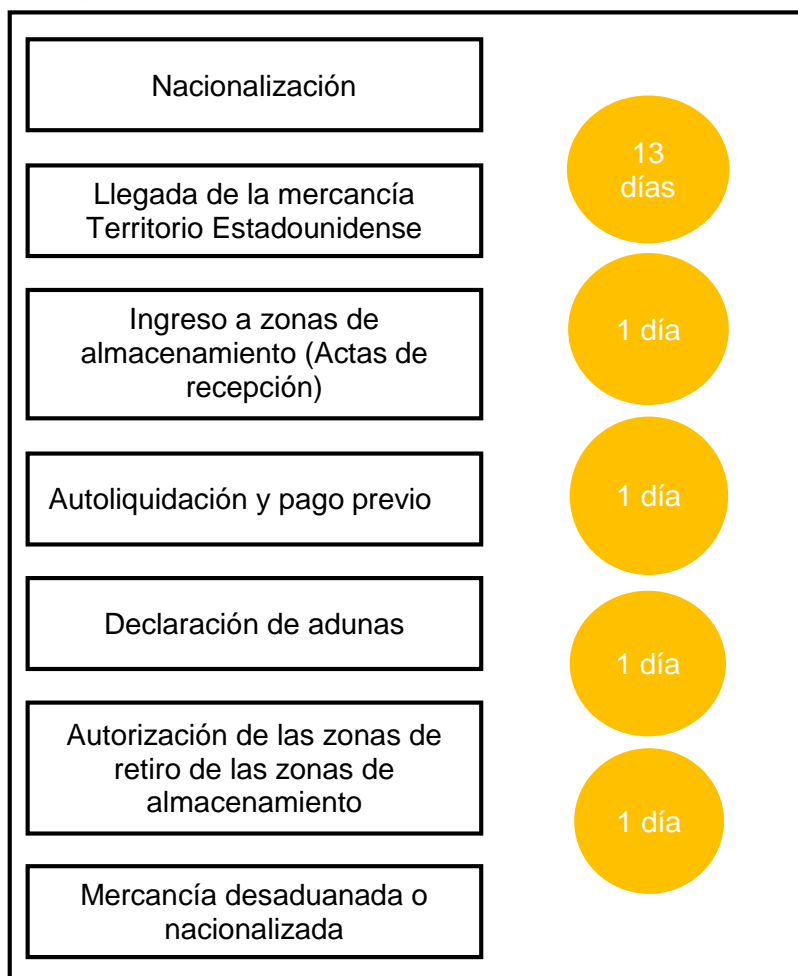 Nacionalización
13
días
Llegada de la mercancía
Territorio Estadounidense
Ingreso a zonas de
almacenamiento (Actas de
recepción)
1 día
Autoliquidación y pago previo
1 día
Declaración de adunas
1 día
Autorización de las zonas de
retiro de las zonas de
almacenamiento
1 día
Mercancía desaduanada o
nacionalizada